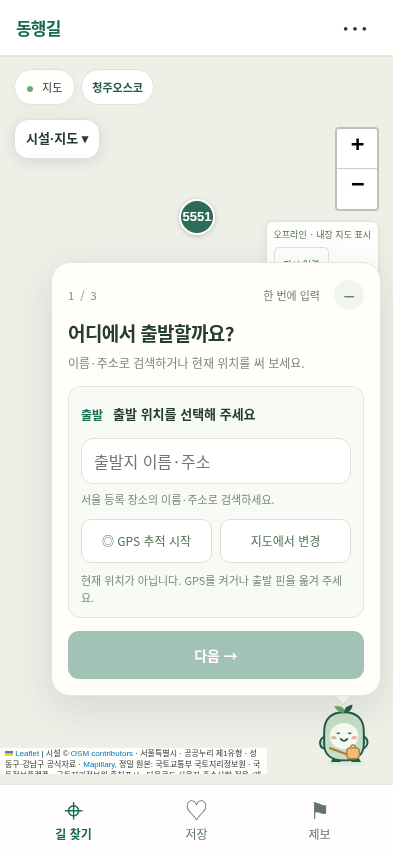 동행길
지도
청주오스코
시설·지도 ▾
+
−
5551
오프라인 · 내장 지도 표시
1 / 3
한 번에 입력
–
어디에서 출발할까요?
이름·주소로 검색하거나 현재 위치를 써 보세요.
출발 출발 위치를 선택해 주세요
출발지 이름·주소
서울 등록 장소의 이름·주소로 검색하세요.
◎ GPS 추적 시작
지도에서 변경
현재 위치가 아닙니다. GPS를 켜거나 출발 핀을 옮겨 주세
요.
다음 →
Leaflet | 시설 © OSM contributors · 서울특별시 · 공공누리 제1유형 · 성
동구·강남구 공식자료 · Mapillary, 정밀 원본: 국토교통부 국토지리정보원 · 국
길 찾기
저장
제보